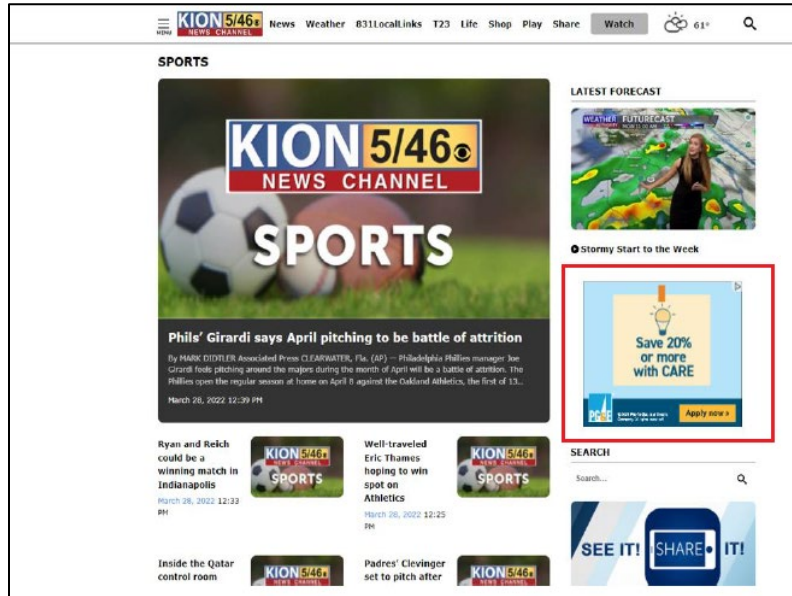 MENU
KION 5/46
NEWS CHANNEL
News Weather 831LocalLinks T23 Life Shop Play Share Watch 61°
SPORTS
KION 5/46
NEWS CHANNEL
SPORTS
Phils' Girardi says April pitching to be battle of attrition
By MARK DIDTLER Associated Press CLEARWATER, Fla. (AP) — Philadelphia Phillies manager Joe
Girardi feels pitching around the majors during the month of April will be a battle of attrition. The
Phillies open the regular season at home on April 8 against the Oakland Athletics, the first of 13...
March 28, 2022 12:39 PM
Ryan and Reich
could be a
winning match in
Indianapolis
March 28, 2022 12:33
PM
KION 5/46
NEWS CHANNEL
SPORTS
Well-traveled
Eric Thames
hoping to win
spot on
Athletics
March 28, 2022 12:25
PM
KION 5/46
NEWS CHANNEL
SPORTS
Inside the Qatar
control room
KION 5/46
NEWS CHANNEL
Padres' Clevinger
set to pitch after
KION 5/46
NEWS CHANNEL
LATEST FORECAST
WEATHER FUTURECAST
Stormy Start to the Week
Save 20%
or more
with CARE
PG&E
Apply now »
SEARCH
Search...
SEE IT! SHARE IT!